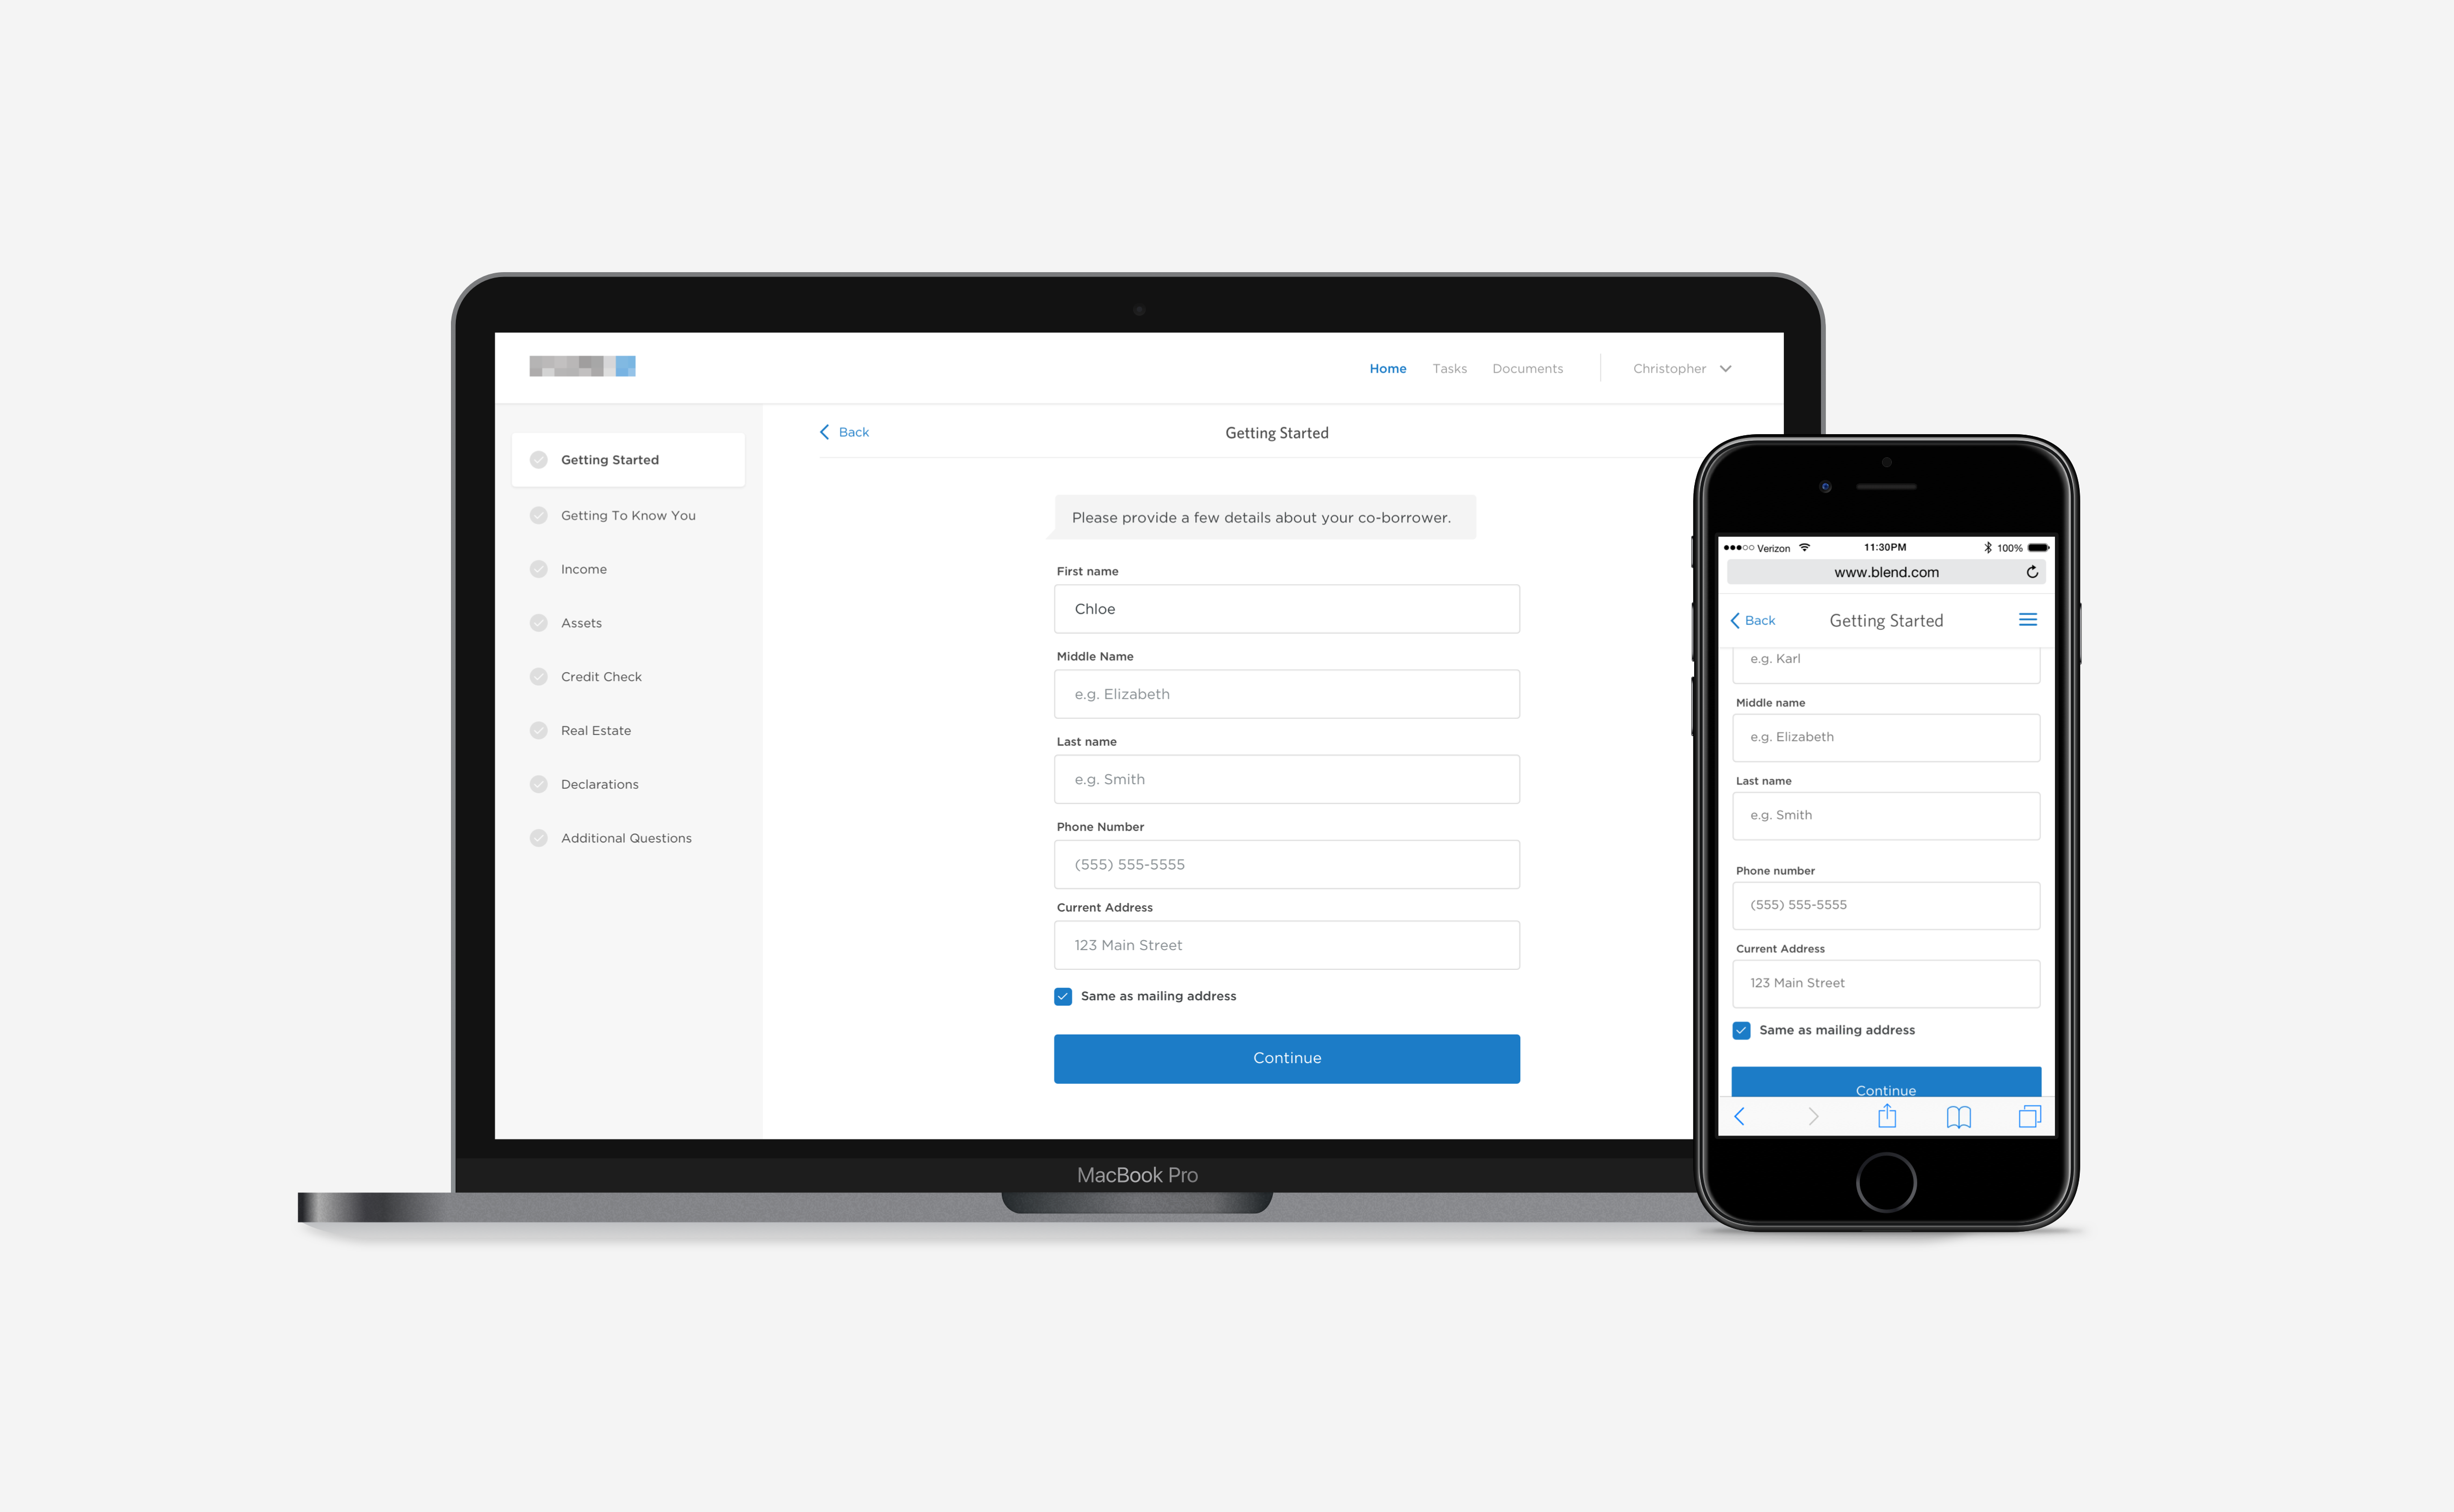 Home Tasks Documents Christopher
Back Getting Started
Getting Started
Getting To Know You
Income
Assets
Credit Check
Real Estate
Declarations
Additional Questions
Please provide a few details about your co-borrower.
First name
Chloe
Middle Name
e.g. Elizabeth
Last name
e.g. Smith
Phone Number
(555) 555-5555
Current Address
123 Main Street
Same as mailing address
Continue
MacBook Pro
Verizon 11:30PM 100%
www.blend.com
Back Getting Started
e.g. Karl
Middle name
e.g. Elizabeth
Last name
e.g. Smith
Phone number
(555) 555-5555
Current Address
123 Main Street
Same as mailing address
Continue